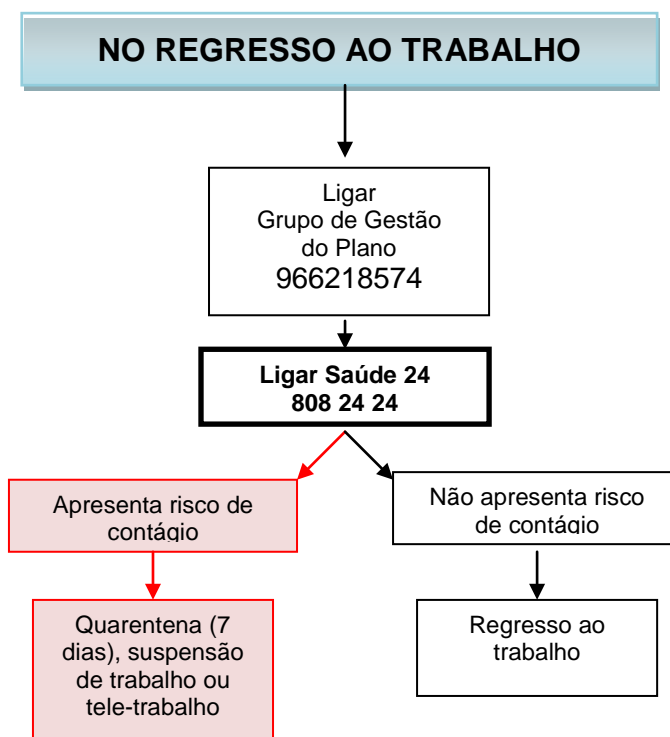 NO REGRESSO AO TRABALHO
Ligar
Grupo de Gestão
do Plano
966218574
Ligar Saúde 24
808 24 24
Apresenta risco de
contágio
Não apresenta risco
de contágio
Quarentena (7
dias), suspensão
de trabalho ou
tele-trabalho
Regresso ao
trabalho